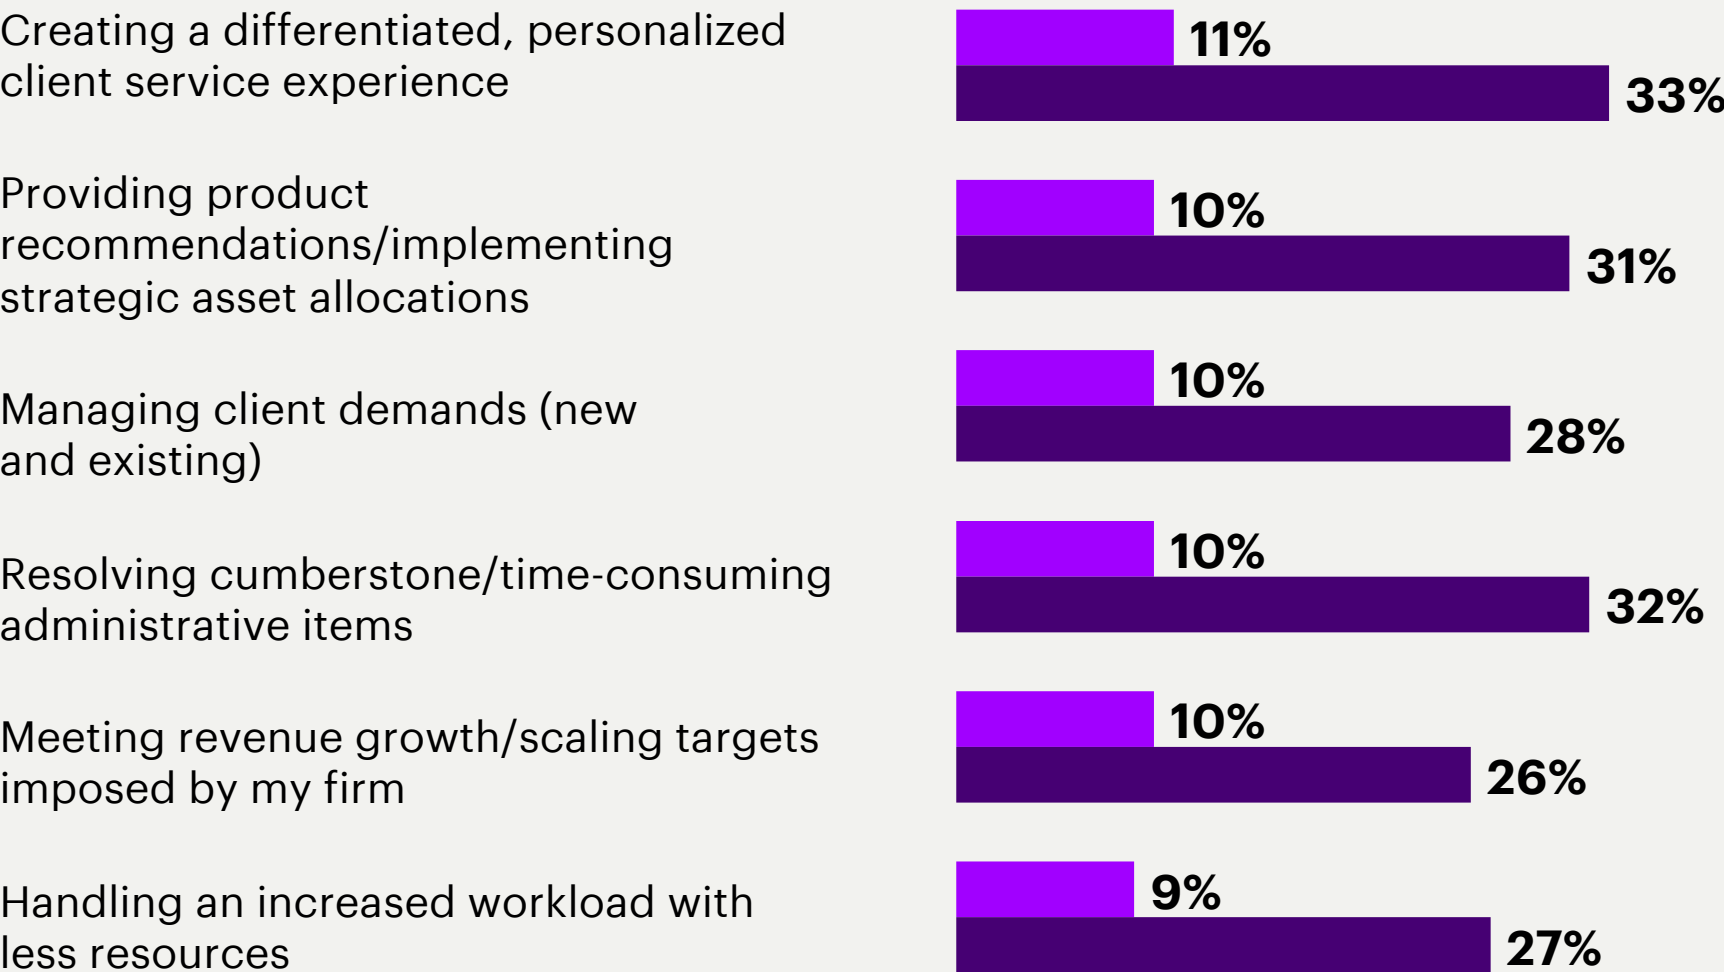 Creating a differentiated, personalized
client service experience
11%
33%
Providing product
recommendations/implementing
strategic asset allocations
10%
31%
Managing client demands (new
and existing)
10%
28%
Resolving cumberstone/time-consuming
administrative items
10%
32%
Meeting revenue growth/scaling targets
imposed by my firm
10%
26%
Handling an increased workload with
less resources
9%
27%